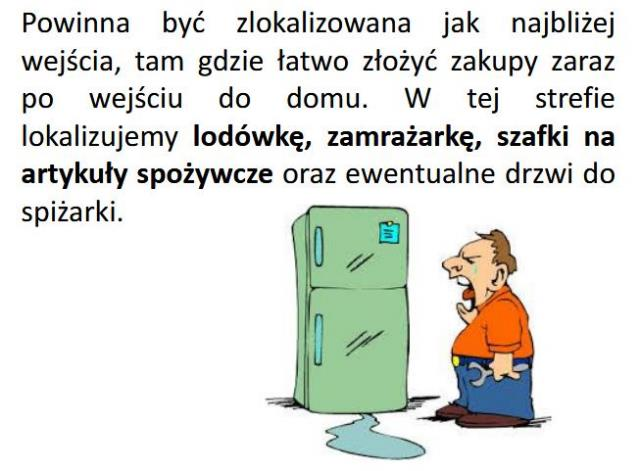 Powinna być zlokalizowana jak najbliżej
wejścia, tam gdzie łatwo złożyć zakupy zaraz
po wejściu do domu. W tej strefie
lokalizujemy lodówkę, zamrażarkę, szafki na
artykuły spożywcze oraz ewentualne drzwi do
spiżarki.